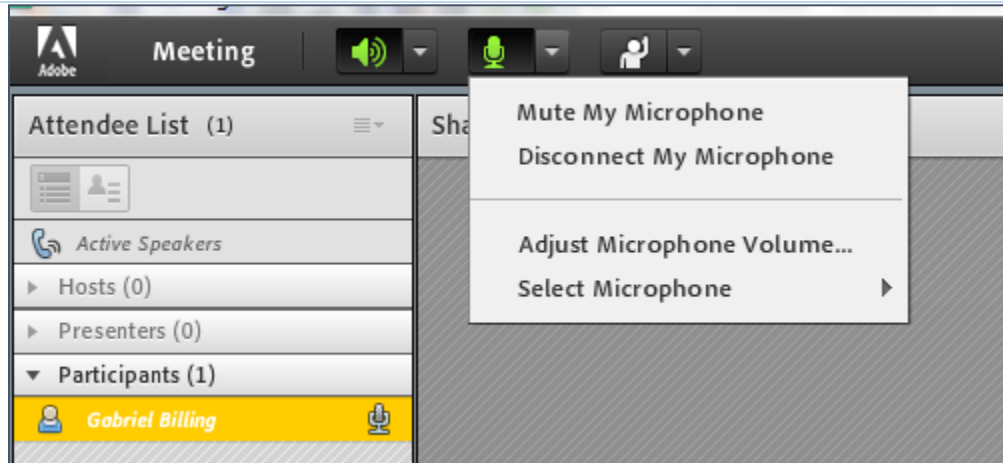 Adobe
Meeting
Mute My Microphone
Disconnect My Microphone
Adjust Microphone Volume...
Select Microphone
Attendee List (1)
Sha
Active Speakers
Hosts (0)
Presenters (0)
Participants (1)
Gabriel Billing